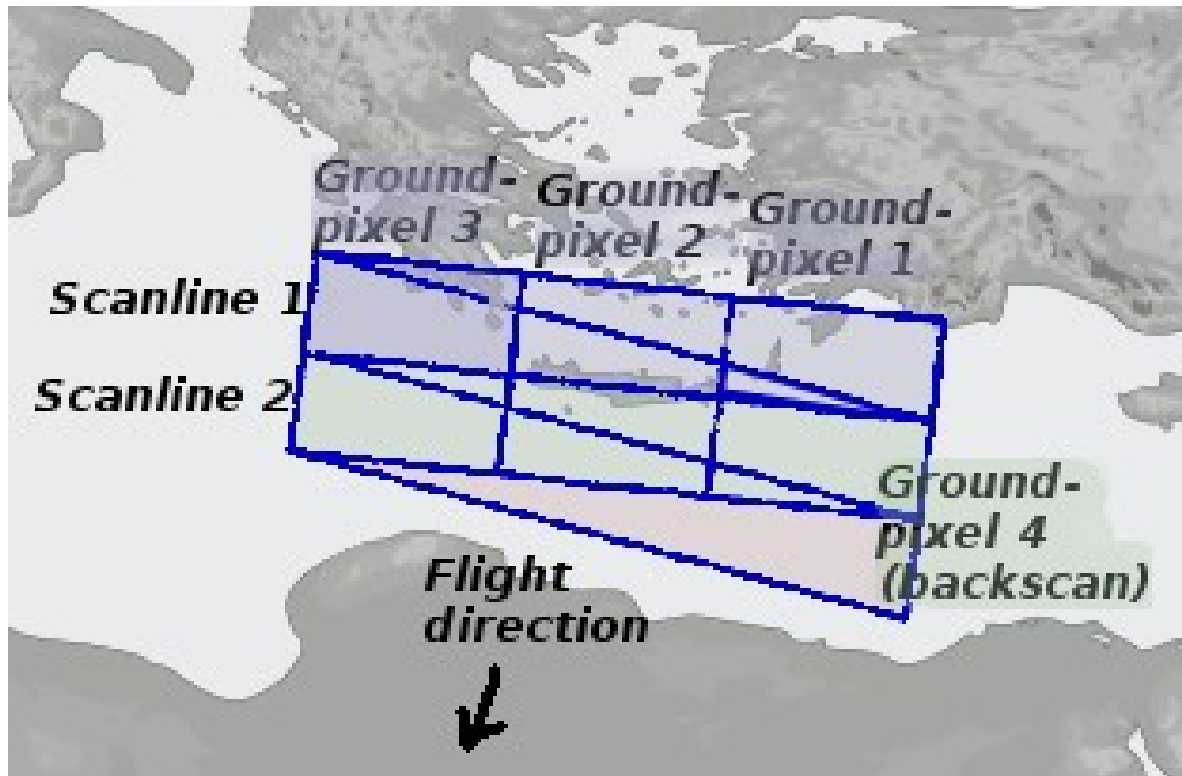 Ground-
pixel 3
Ground-
pixel 2
Ground-
pixel 1
Scanline 1
Scanline 2
Ground-
pixel 4
(backscan)
Flight
direction